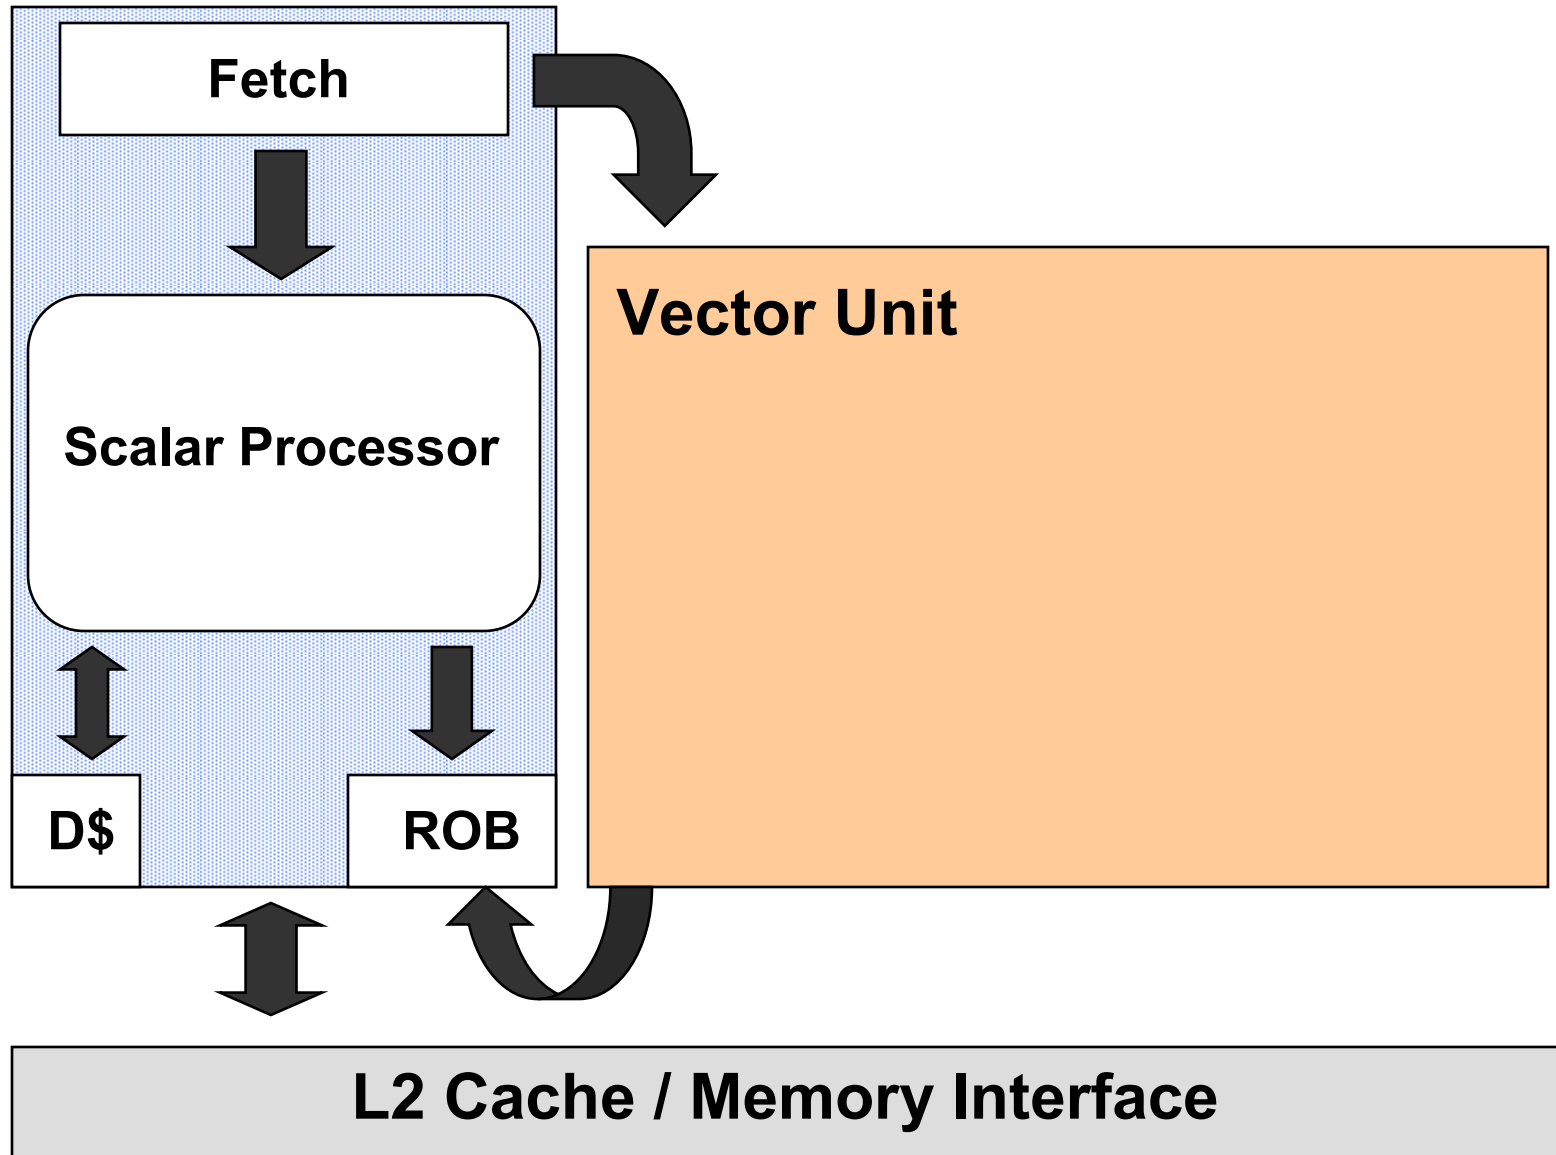 Fetch
Vector Unit
Scalar Processor
D$
ROB
L2 Cache / Memory Interface